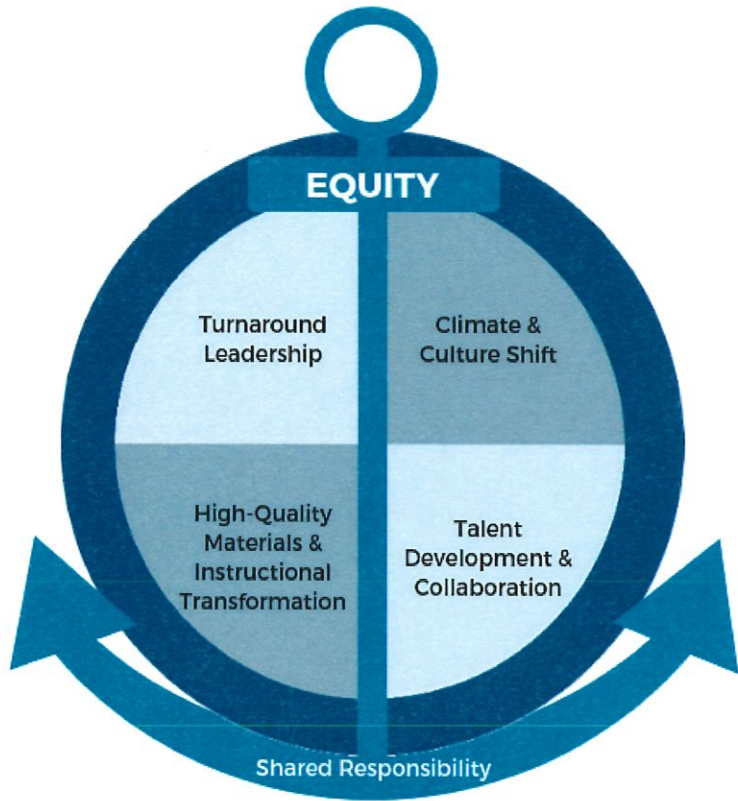 EQUITY
Turnaround
Leadership
Climate &
Culture Shift
High-Quality
Materials &
Instructional
Transformation
Talent
Development &
Collaboration
Shared Responsibility